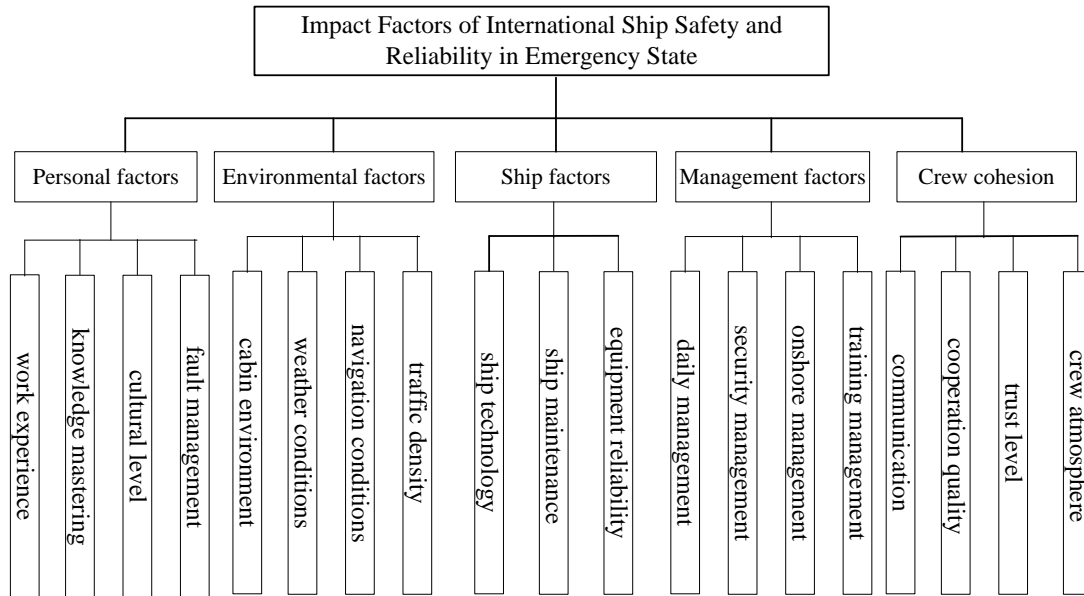 Impact Factors of International Ship Safety and
Reliability in Emergency State
Personal factors
Environmental factors
Ship factors
Management factors
Crew cohesion
work experience
knowledge mastering
cultural level
fault management
cabin environment
weather conditions
navigation conditions
traffic density
ship technology
ship maintenance
equipment reliability
daily management
security management
onshore management
training management
communication
cooperation quality
trust level
crew atmosphere